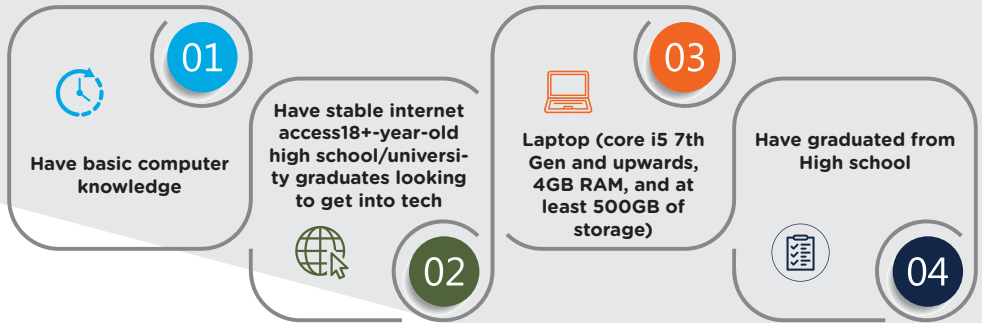 01
Have basic computer
knowledge
Have stable internet
access18+-year-old
high school/universi-
ty graduates looking
to get into tech
02
03
Laptop (core i5 7th
Gen and upwards,
4GB RAM, and at
least 500GB of
storage)
Have graduated from
High school
04